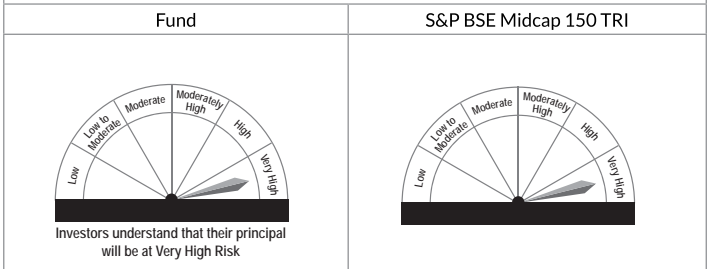 Fund
S&P BSE Midcap 150 TRI
Low
Low to
Moderate
Moderate
Moderately
High
High
Very High
Investors understand that their principal
will be at Very High Risk
Low
Low to
Moderate
Moderate
Moderately
High
High
Very High